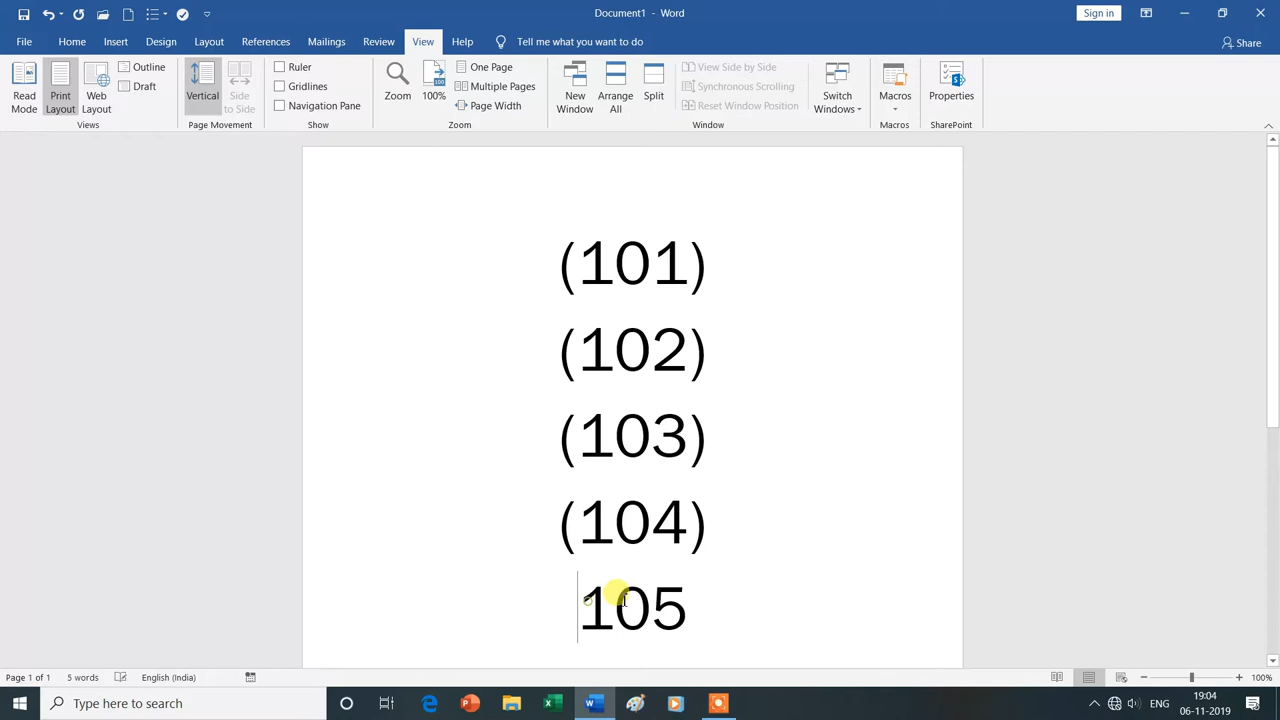 Document1 - Word
Sign in
File Home Insert Design Layout References Mailings Review View Help Tell me what you want to do Share
Read Mode
Print Layout
Web Layout
Outline
Draft
Views
Vertical
Side to Side
Page Movement
Ruler
Gridlines
Navigation Pane
Show
Zoom
100
100%
One Page
Multiple Pages
Page Width
Zoom
New Window
Arrange All
Split
View Side by Side
Synchronous Scrolling
Reset Window Position
Switch Windows
Window
Macros
Macros
Properties
SharePoint
(101)
(102)
(103)
(104)
105
Page 1 of 1 5 words English (India) 100%
Type here to search
ENG
19:04
06-11-2019